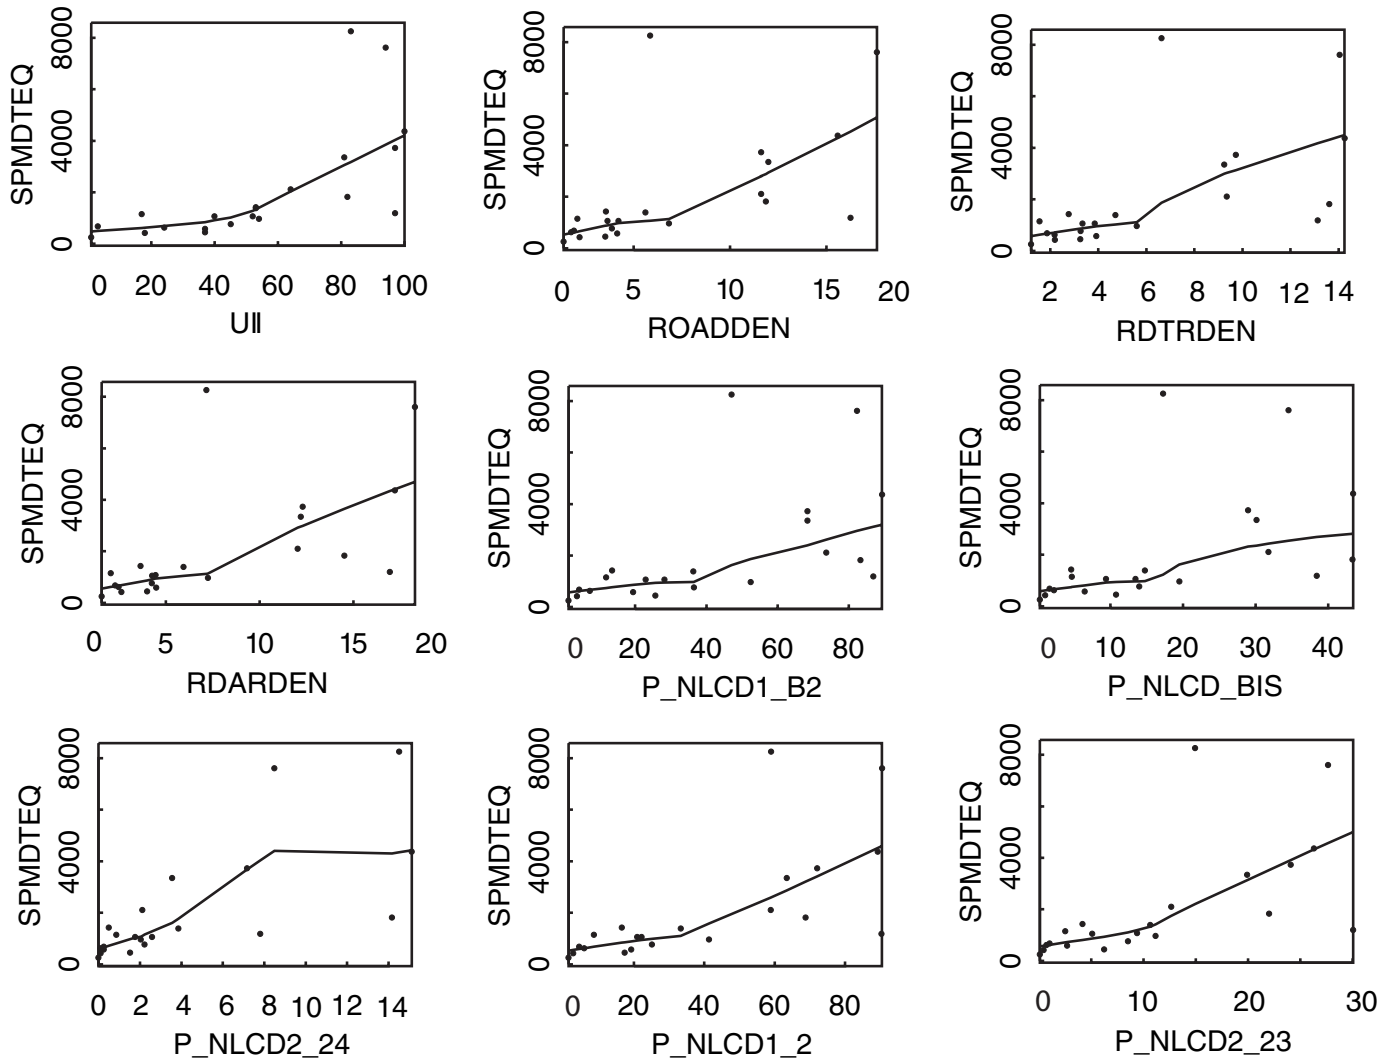 SPMDTEQ
8000
4000
0
0 20 40 60 80 100
UII
SPMDTEQ
8000
4000
0
0 5 10 15 20
ROADDEN
SPMDTEQ
8000
4000
0
2 4 6 8 10 12 14
RDTRDEN
SPMDTEQ
8000
4000
0
0 5 10 15 20
RDARDEN
SPMDTEQ
8000
4000
0
0 20 40 60 80
P_NLCD1_B2
SPMDTEQ
8000
4000
0
0 10 20 30 40
P_NLCD_BIS
SPMDTEQ
8000
4000
0
0 2 4 6 8 10 12 14
P_NLCD2_24
SPMDTEQ
8000
4000
0
0 20 40 60 80
P_NLCD1_2
SPMDTEQ
8000
4000
0
0 10 20 30
P_NLCD2_23